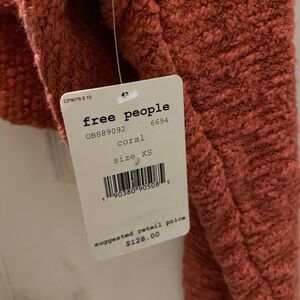 CP9079 9 10
free people
OB889092 6694
coral
size XS
suggested retail price
$128.00